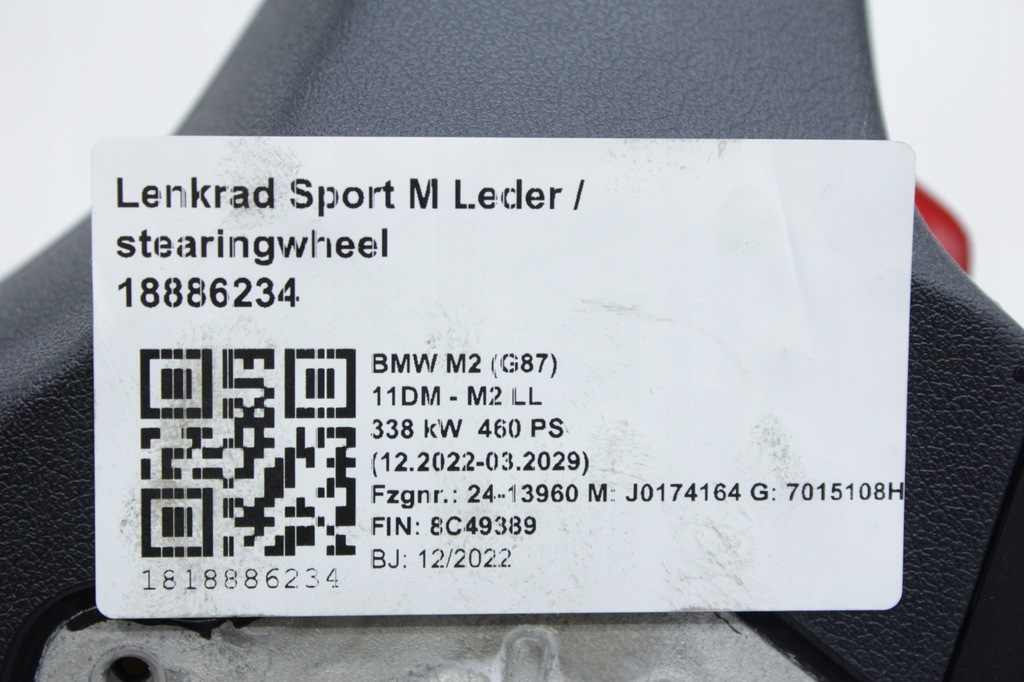 Lenkrad Sport M Leder /
stearingwheel
18886234
BMW M2 (G87)
11DM - M2 LL
338 kW 460 PS
(12.2022-03.2029)
Fzgnr.: 24-13960 M: J0174164 G: 7015108H
FIN: 8C49389
BJ: 12/2022
1818886234